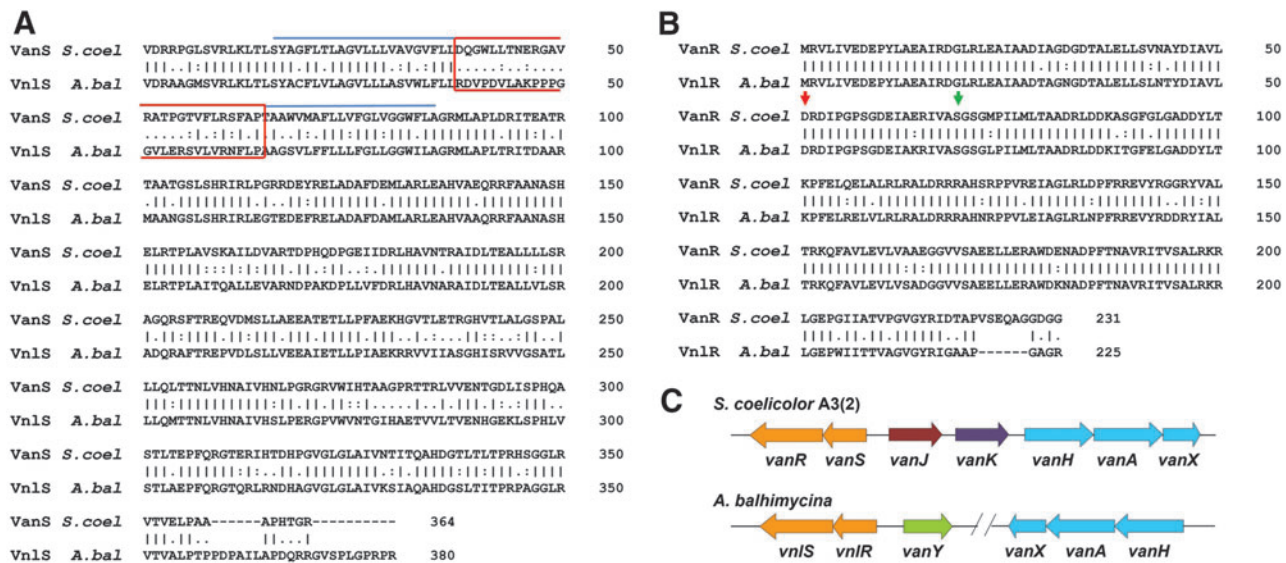 A
VanS S.coel VDRRPGLSVRLKLTLSYAGFLTLAGVLLLVAVGVFLLDQGWLLTNERGAV 50
VnlS A.bal VDRAAGMSVRLKLTLSYACFLVLAGVLLLASVWLFLLRDVPDVLAKPPPG 50
VanS S.coel RATPGTVFLRSFAPTAAWVMAFLLVFGLVGGWFLAGRMLAPLDRITEATR 100
VnlS A.bal GVLERSVLVRNFLPAAGSVLFFLLLFGLLGGWILAGRMLAPLTRITDAAR 100
VanS S.coel TAATGSLSHRIRLPGRRDEYRELADAFDEMLARLEAHVAEQRRFAANASH 150
VnlS A.bal MAANGSLSHRIRLEGTEDEFRELADAFDAMLARLEAHVAAQRRFAANASH 150
VanS S.coel ELRTPLAVSKAILDVARTDPHQDPGEIIDRLHAVNTRAIDLTEALLLLSR 200
VnlS A.bal ELRTPLAITQALLEVARNDPAKDPLLVFDRLHAVNARAIDLTEALLVLSR 200
VanS S.coel AGQRSFTREQVDMSLLAEEATETLLPFAEKHGVTLETRGHVTLALGSPAL 250
VnlS A.bal ADQRAFTREPVDLSLLVEEAIETLLPIAEKRRVVIIASGHISRVVGSATL 250
VanS S.coel LLQLTTNLVHNAIVHNLPGRGRVWIHTAAGPRTTRLVVENTGDLISPHQA 300
VnlS A.bal LLQMTTNLVHNAIVHSLPERGPVWVNTGIHAETVVLTVENHGEKLSPHLV 300
VanS S.coel STLTEPFQRGTERIHTDHPGVGLGLAIVNTITQAHDGTLTLTPRHSGGLR 350
VnlS A.bal STLAEPFQRGTQRLRNDHAGVGLGLAIVKSIAQAHDGSLTITPRPAGGLR 350
VanS S.coel VTVELPAA------APHTGR---------- 364
VnlS A.bal VTVALPTPPDPAILAPDQRRGVSPLGPRPR 380
B
VanR S.coel MRVLIVEDEPYLAEAIRDGLRLEAIAADIAGDGDTALELLSVNAYDIAVL 50
VnlR A.bal MRVLIVEDEPYLAEAIRDGLRLEAIAADTAGNGDTALELLSLNTYDIAVL 50
VanR S.coel DRDIPGPSGDEIAERIVASGSGMPILMLTAADRLDDKASGFGLGADDYLT 100
VnlR A.bal DRDIPGPSGDEIAKRIVASGSGLPILMLTAADRLDDKITGFELGADDYLT 100
VanR S.coel KPFELQELALRLRALDRRRAHSRPPVREIAGLRLDPFRREVYRGGRYVAL 150
VnlR A.bal KPFELRELVLRLRALDRRRAHNRPPVLEIAGLRLNPFRREVYRDDRYIAL 150
VanR S.coel TRKQFAVLEVLVAAEGGVVSAEELLERAWDENADPFTNAVRITVSALRKR 200
VnlR A.bal TRKQFAVLEVLVSADGGVVSAEELLERAWDKNADPFTNAVRITVSALRKR 200
VanR S.coel LGEPGIIATVPGVGYRIDTAPVSEQAGGDGG 231
VnlR A.bal LGEPWIITTVAGVGYRIGAAP------GAGR 225
C
S. coelicolor A3(2)
vanR vanS vanJ vanK vanH vanA vanX
A. balhimycina
vnlS vnlR vanY vanX vanA vanH